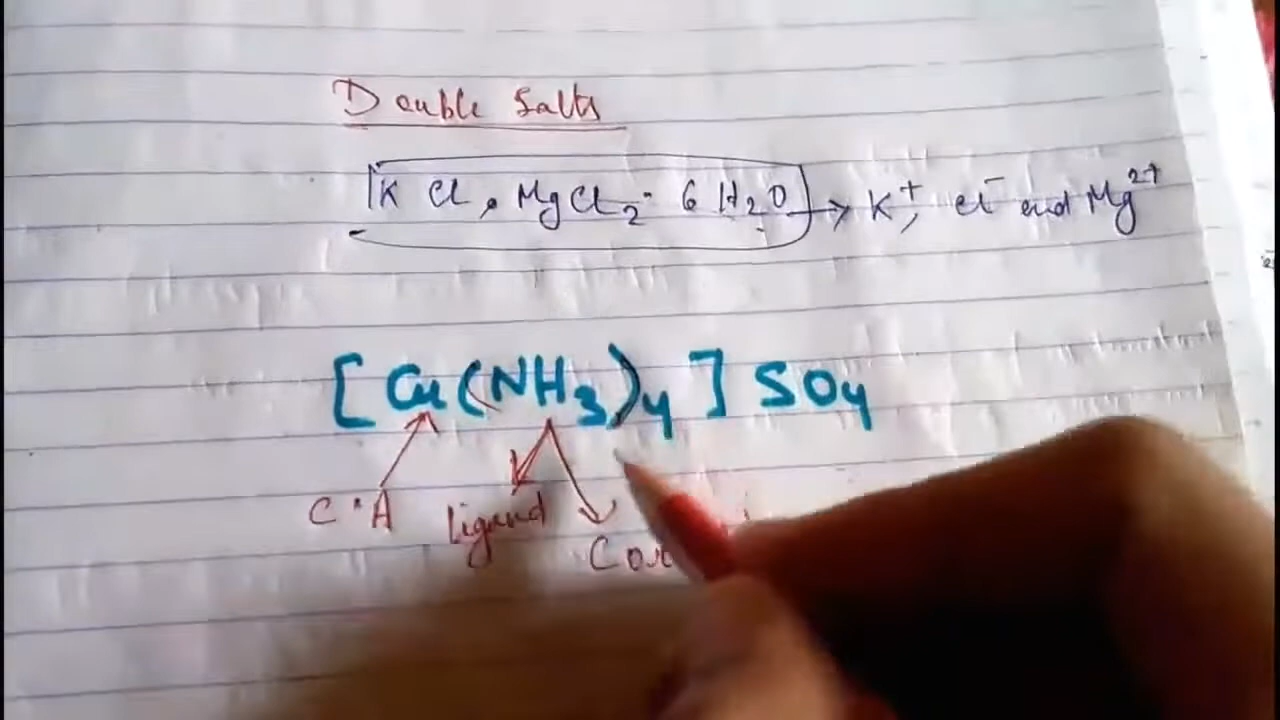 Double Salts
KCl . MgCl2 . 6H2O → K+, Cl- and Mg2+
[Cu(NH3)4]SO4
C.A ligand